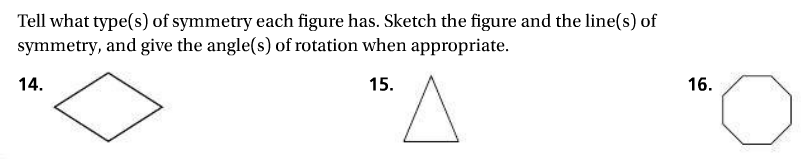 Tell what type(s) of symmetry each figure has. Sketch the figure and the line(s) of
symmetry, and give the angle(s) of rotation when appropriate.
14. 15. 16.